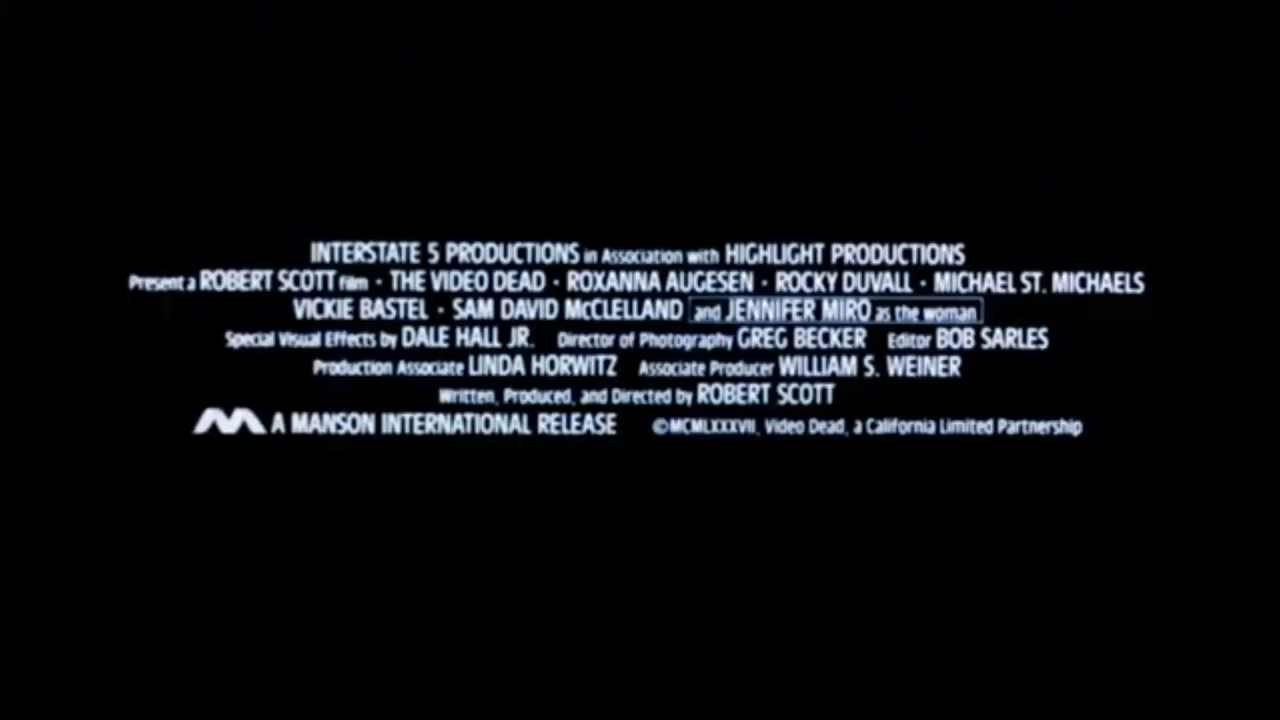 INTERSTATE 5 PRODUCTIONS in Association with HIGHLIGHT PRODUCTIONS
Present a ROBERT SCOTT film · THE VIDEO DEAD · ROXANNA AUGESEN · ROCKY DUVALL · MICHAEL ST. MICHAELS
VICKIE BASTEL · SAM DAVID McCLELLAND and JENNIFER MIRO as the woman
Special Visual Effects by DALE HALL JR. Director of Photography GREG BECKER Editor BOB SARLES
Production Associate LINDA HORWITZ Associate Producer WILLIAM S. WEINER
Written, Produced, and Directed by ROBERT SCOTT
A MANSON INTERNATIONAL RELEASE ©MCMLXXXVII, Video Dead, a California Limited Partnership